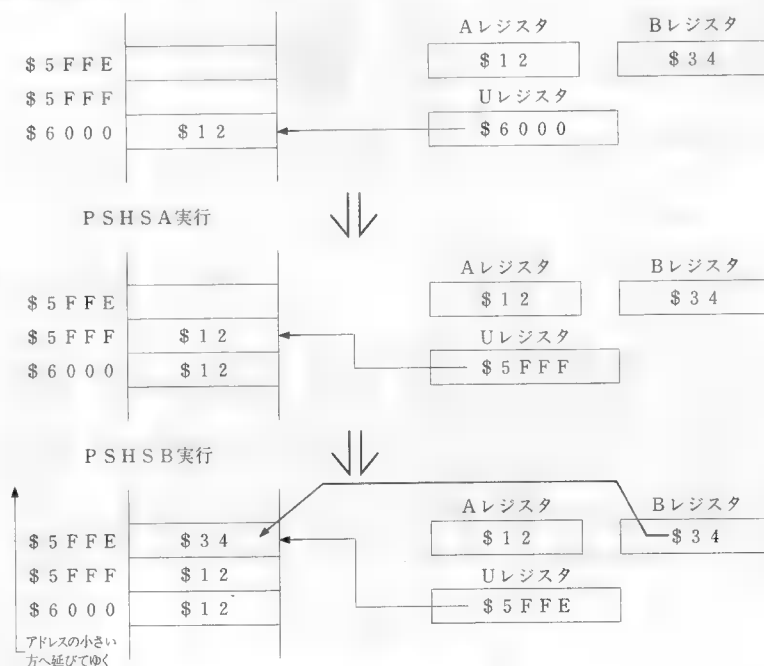 Aレジスタ Bレジスタ
$5FFE $12 $34
$5FFF Uレジスタ
$6000 $12 $6000
PSHSA実行
Aレジスタ Bレジスタ
$5FFE $12 $34
$5FFF $12 Uレジスタ
$6000 $12 $5FFF
PSHSB実行
Aレジスタ Bレジスタ
$5FFE $34 $12 $34
$5FFF $12 Uレジスタ
$6000 $12 $5FFE
アドレスの小さい
方へ延びてゆく